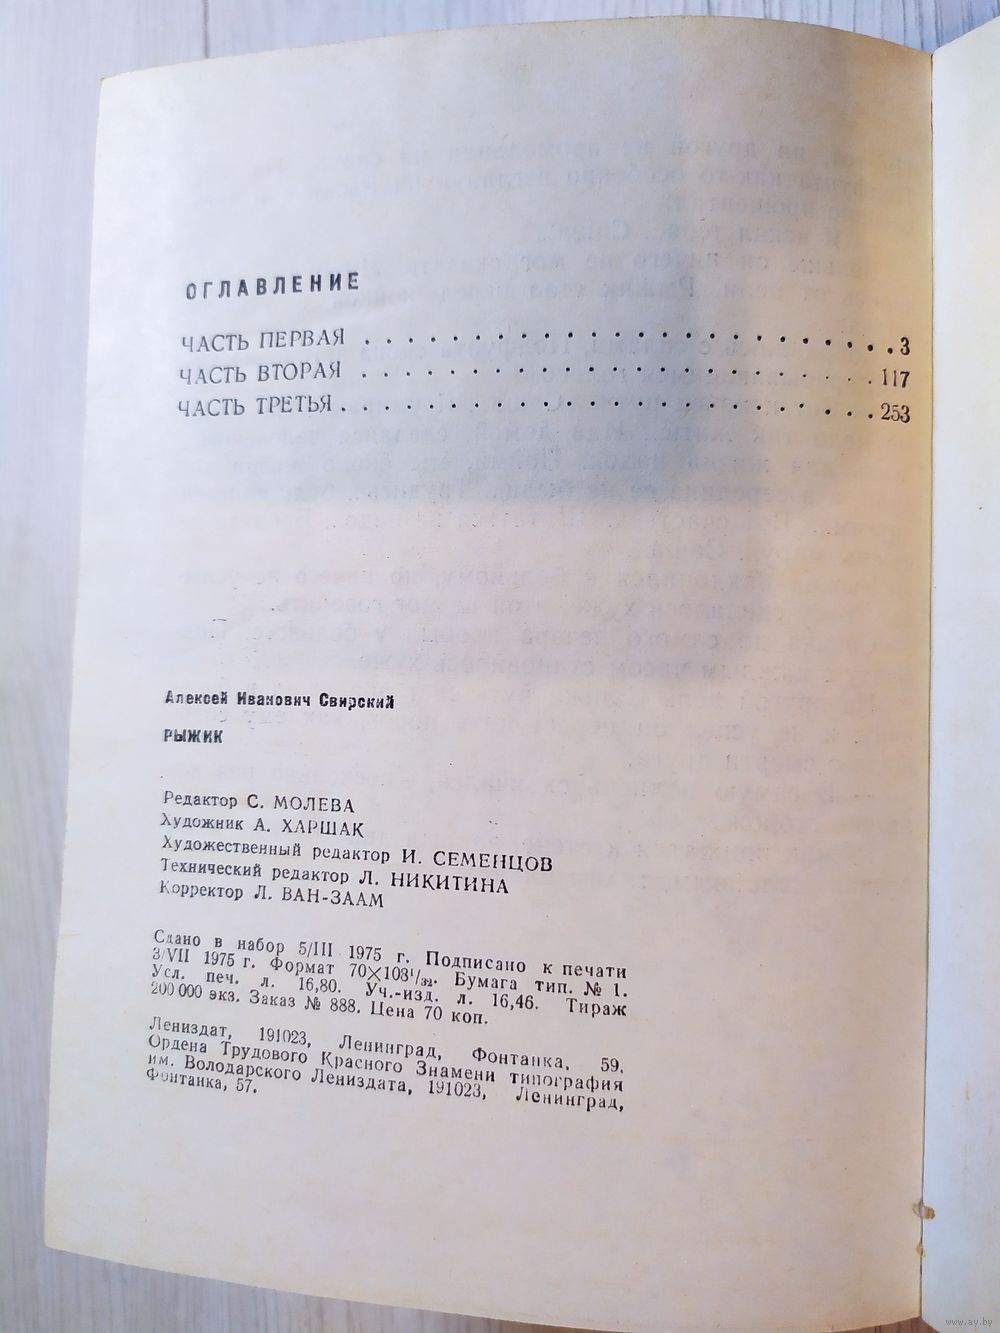 ОГЛАВЛЕНИЕ
ЧАСТЬ ПЕРВАЯ . . . . . . . . . . . . . . . . . . . . . . . . 3
ЧАСТЬ ВТОРАЯ . . . . . . . . . . . . . . . . . . . . . . . . 117
ЧАСТЬ ТРЕТЬЯ . . . . . . . . . . . . . . . . . . . . . . . . 253
Алексей Иванович Свирский
РЫЖИК
Редактор С. МОЛЕВА
Художник А. ХАРШАК
Художественный редактор И. СЕМЕНЦОВ
Технический редактор Л. НИКИТИНА
Корректор Л. ВАН-ЗААМ
Сдано в набор 5/III 1975 г. Подписано к печати
3/VII 1975 г. Формат 70×108¹/₃₂. Бумага тип. № 1.
Усл. печ. л. 16,80. Уч.-изд. л. 16,46. Тираж
200 000 экз. Заказ № 888. Цена 70 коп.
Лениздат, 191023, Ленинград, Фонтанка, 59.
Ордена Трудового Красного Знамени типография
им. Володарского Лениздата, 191023, Ленинград,
Фонтанка, 57.
www.ay.by